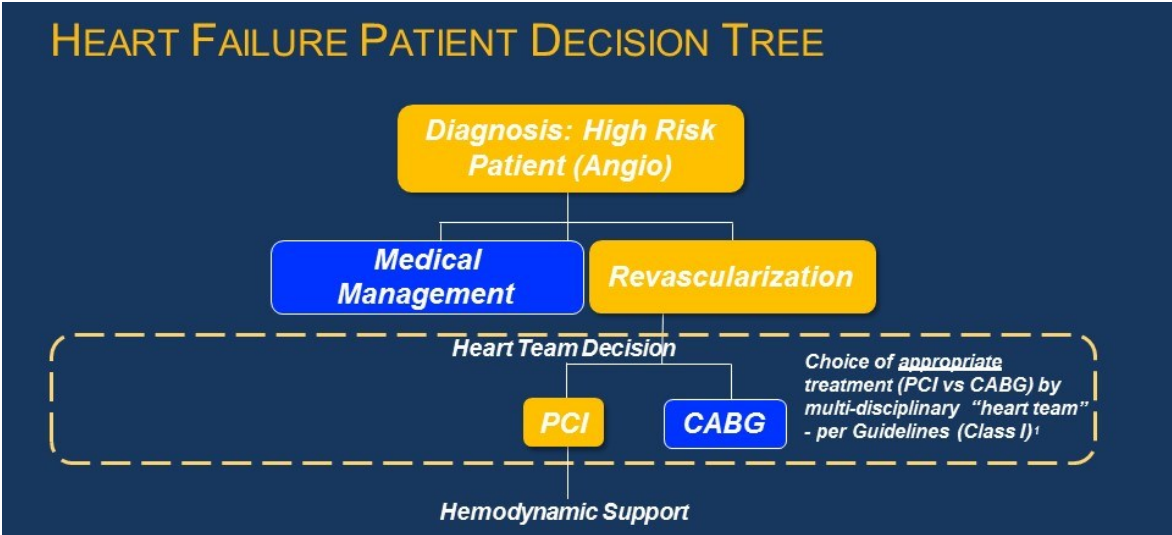 HEART FAILURE PATIENT DECISION TREE
Diagnosis: High Risk
Patient (Angio)
Medical
Management
Revascularization
Heart Team Decision
PCI
CABG
Choice of appropriate
treatment (PCI vs CABG) by
multi-disciplinary “heart team”
- per Guidelines (Class I)¹
Hemodynamic Support